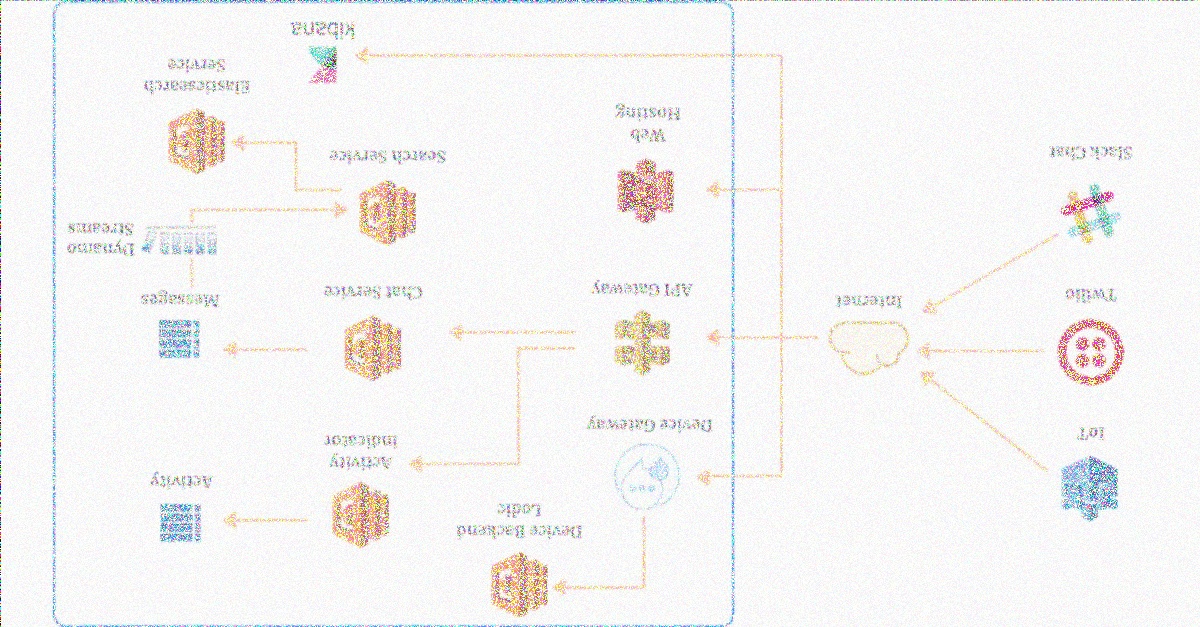 Device Backend
Logic
Activity
Activity
Indicator
IoT
Device Gateway
Internet
Twilio
API Gateway
Chat Service
Messages
Dynamo
Streams
Search Service
Slack Chat
Web
Hosting
Elasticsearch
Service
kibana